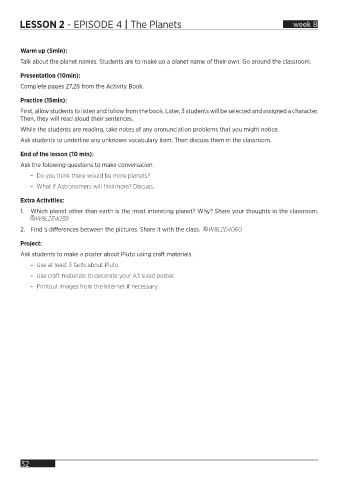 LESSON 2 - EPISODE 4 | The Planets
week 8
Warm up (5min):
Talk about the planet names. Students are to make up a planet name of their own. Go around the classroom.
Presentation (10min):
Complete pages 27,28 from the Activity Book.
Practice (15min):
First, allow students to listen and follow from the book. Later, 3 students will be selected and assigned a character.
Then, they will read aloud their sentences.
While the students are reading, take notes of any pronunciation problems that you might notice.
Ask students to underline any unknown vocabulary item. Then discuss them in the classroom.
End of the lesson (10 min):
Ask the folowing questions to make conversation.
- Do you think there would be more planets?
- What if Astronomers will find more? Discuss.
Extra Activities:
1. Which planet other than earth is the most intereting planet? Why? Share your thoughts in the classroom.
W8L2E4059
2. Find 5 differences between the pictures. Share it with the class. W8L2E4060
Project:
Ask students to make a poster about Pluto using craft materials.
- Use at least 3 facts about Pluto.
- Use craft materials to decorate your A3 sized poster.
- Printout images from the Internet if necessary.
32